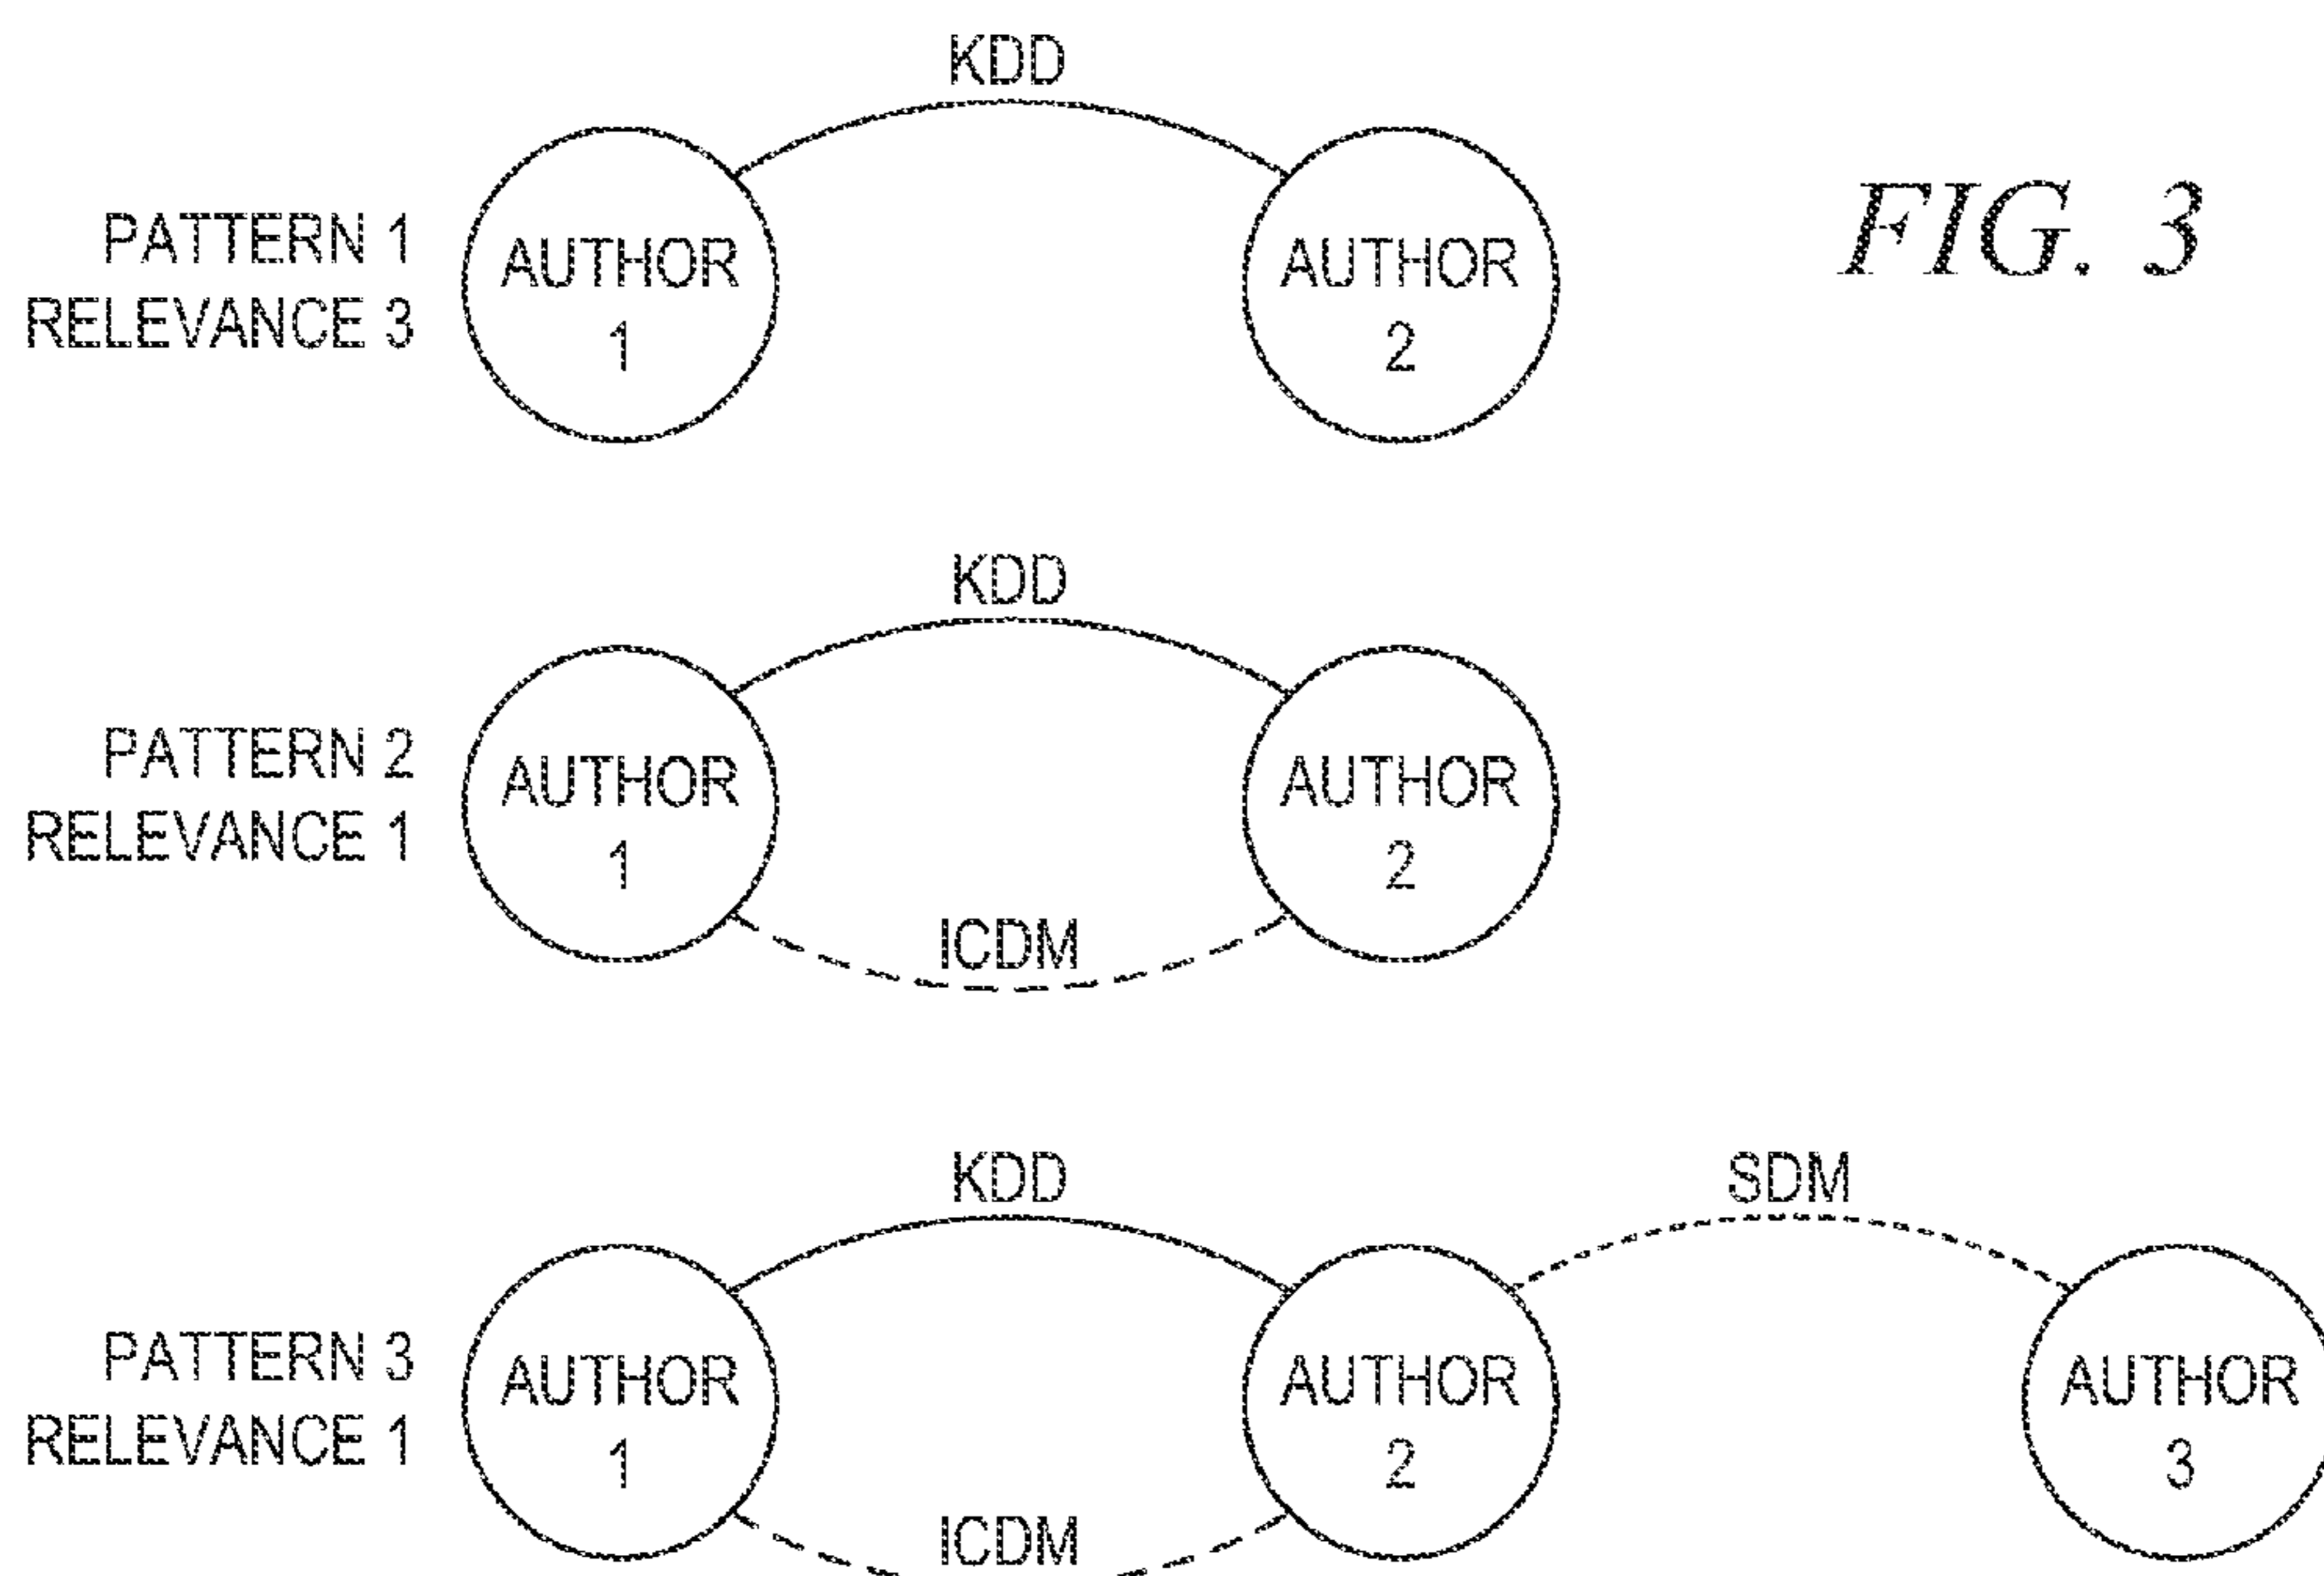 KDD
PATTERN 1
RELEVANCE 3
AUTHOR
1
AUTHOR
2
FIG. 3
KDD
PATTERN 2
RELEVANCE 1
AUTHOR
1
AUTHOR
2
ICDM
KDD
SDM
PATTERN 3
RELEVANCE 1
AUTHOR
1
AUTHOR
2
AUTHOR
3
ICDM